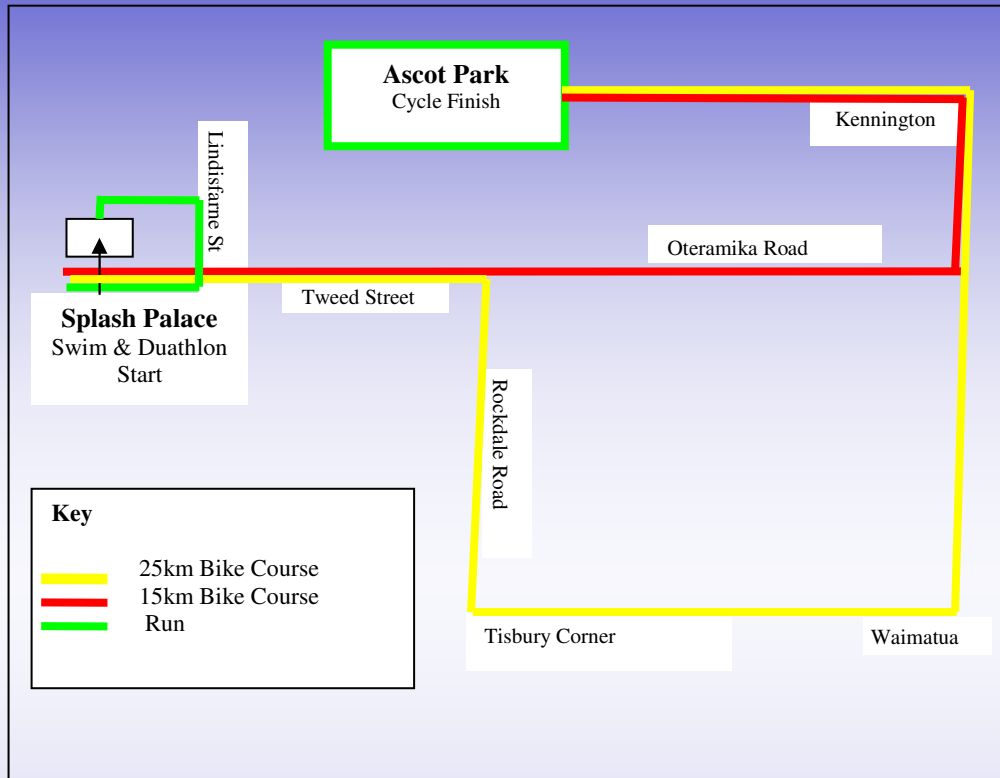 Ascot Park
Cycle Finish
Kennington
Lindisfarne St
Oteramika Road
Tweed Street
Splash Palace
Swim & Duathlon
Start
Rockdale Road
Key
25km Bike Course
15km Bike Course
Run
Tisbury Corner
Waimatua